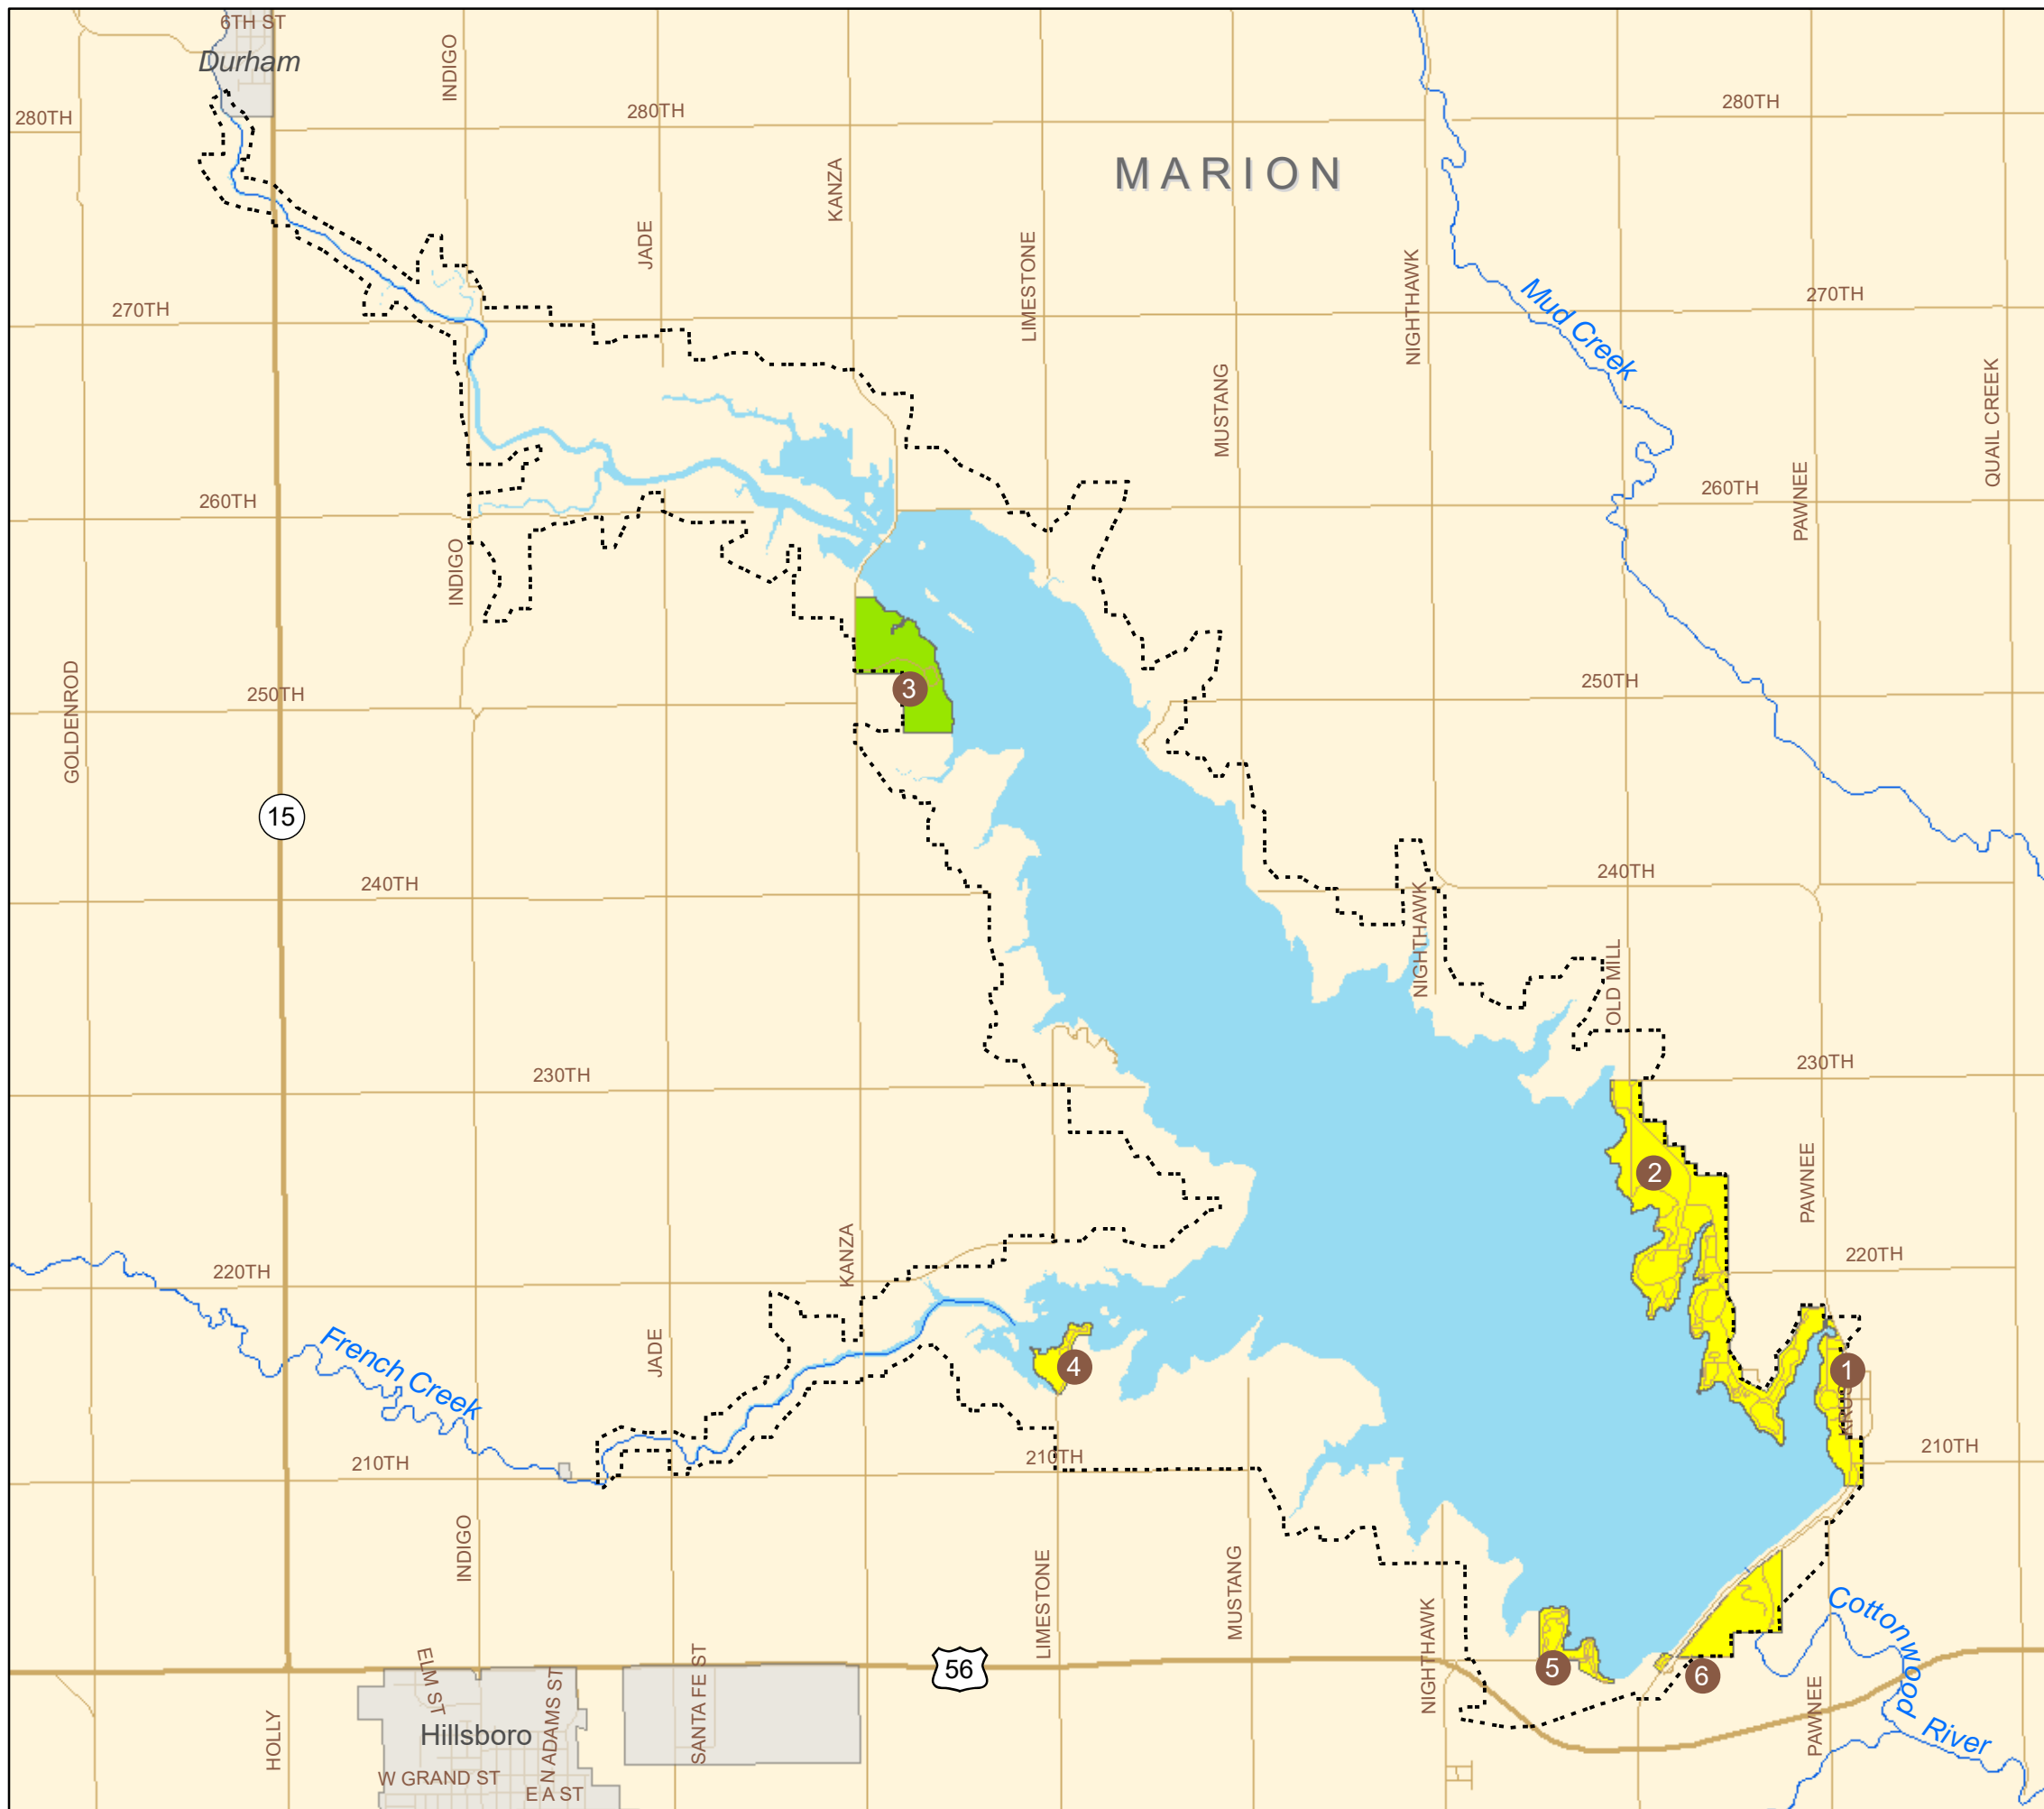 6TH ST
Durham
INDIGO
280TH
280TH
280TH
MARION
KANZA
JADE
LIMESTONE
NIGHTHAWK
Mud Creek
270TH
270TH
MUSTANG
QUAIL CREEK
PAWNEE
260TH
260TH
INDIGO
GOLDENROD
250TH
250TH
3
15
240TH
240TH
NIGHTHAWK
OLD MILL
230TH
230TH
2
PAWNEE
KANZA
220TH
220TH
French Creek
JADE
4
1
210TH
210TH
210TH
INDIGO
LIMESTONE
MUSTANG
NIGHTHAWK
Cottonwood River
ELM ST
N ADAMS ST
SANTA FE ST
56
5
6
HOLLY
Hillsboro
PAWNEE
W GRAND ST
E A ST